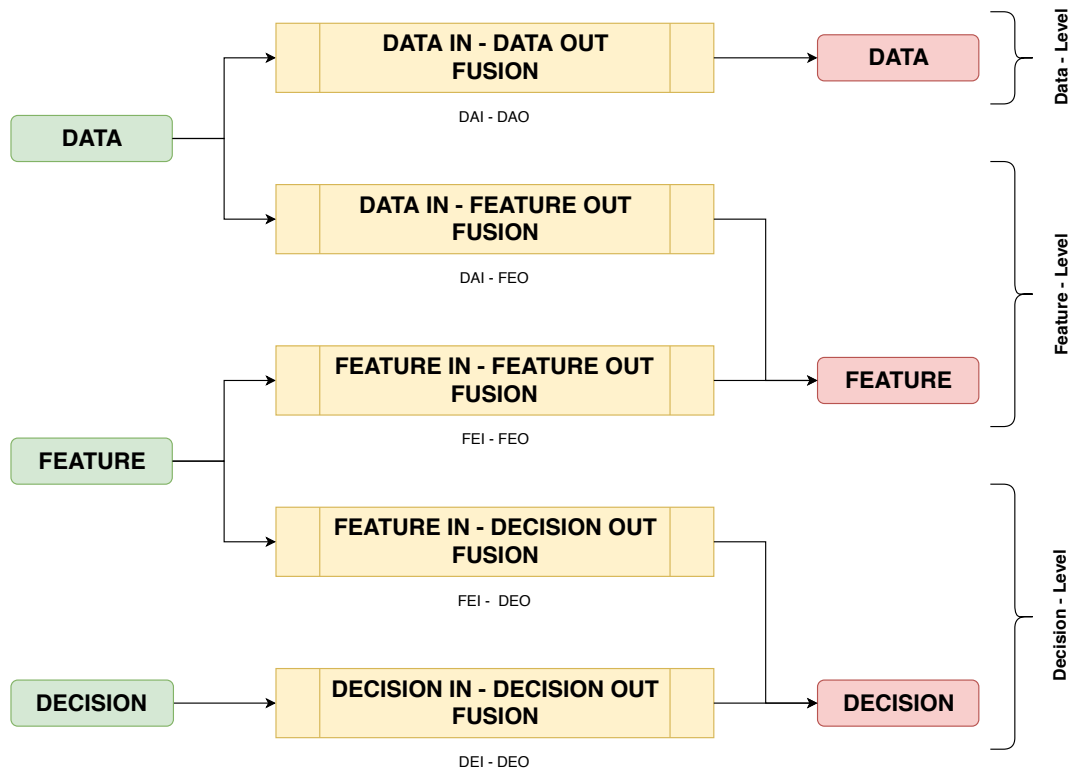 DATA IN - DATA OUT
FUSION
DATA
Data - Level
DAI - DAO
DATA
DATA IN - FEATURE OUT
FUSION
DAI - FEO
Feature - Level
FEATURE IN - FEATURE OUT
FUSION
FEATURE
FEI - FEO
FEATURE
FEATURE IN - DECISION OUT
FUSION
FEI -  DEO
Decision - Level
DECISION
DECISION IN - DECISION OUT
FUSION
DECISION
DEI - DEO